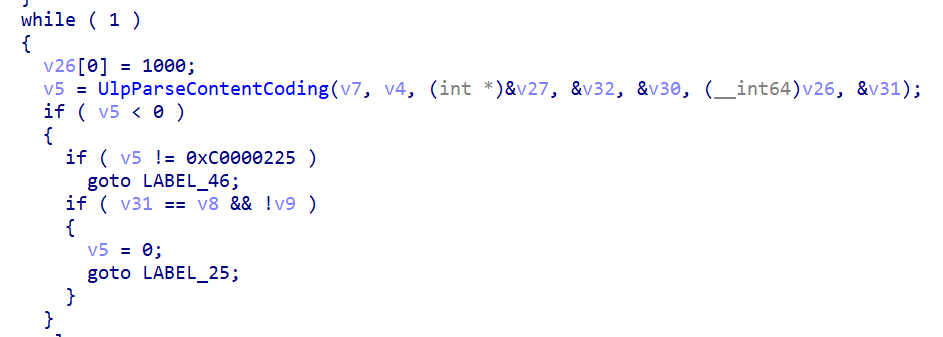 while ( 1 )
{
v26[0] = 1000;
v5 = UlpParseContentCoding(v7, v4, (int *)&v27, &v32, &v30, (__int64)v26, &v31);
if ( v5 < 0 )
{
if ( v5 != 0xC0000225 )
goto LABEL_46;
if ( v31 == v8 && !v9 )
{
v5 = 0;
goto LABEL_25;
}
}